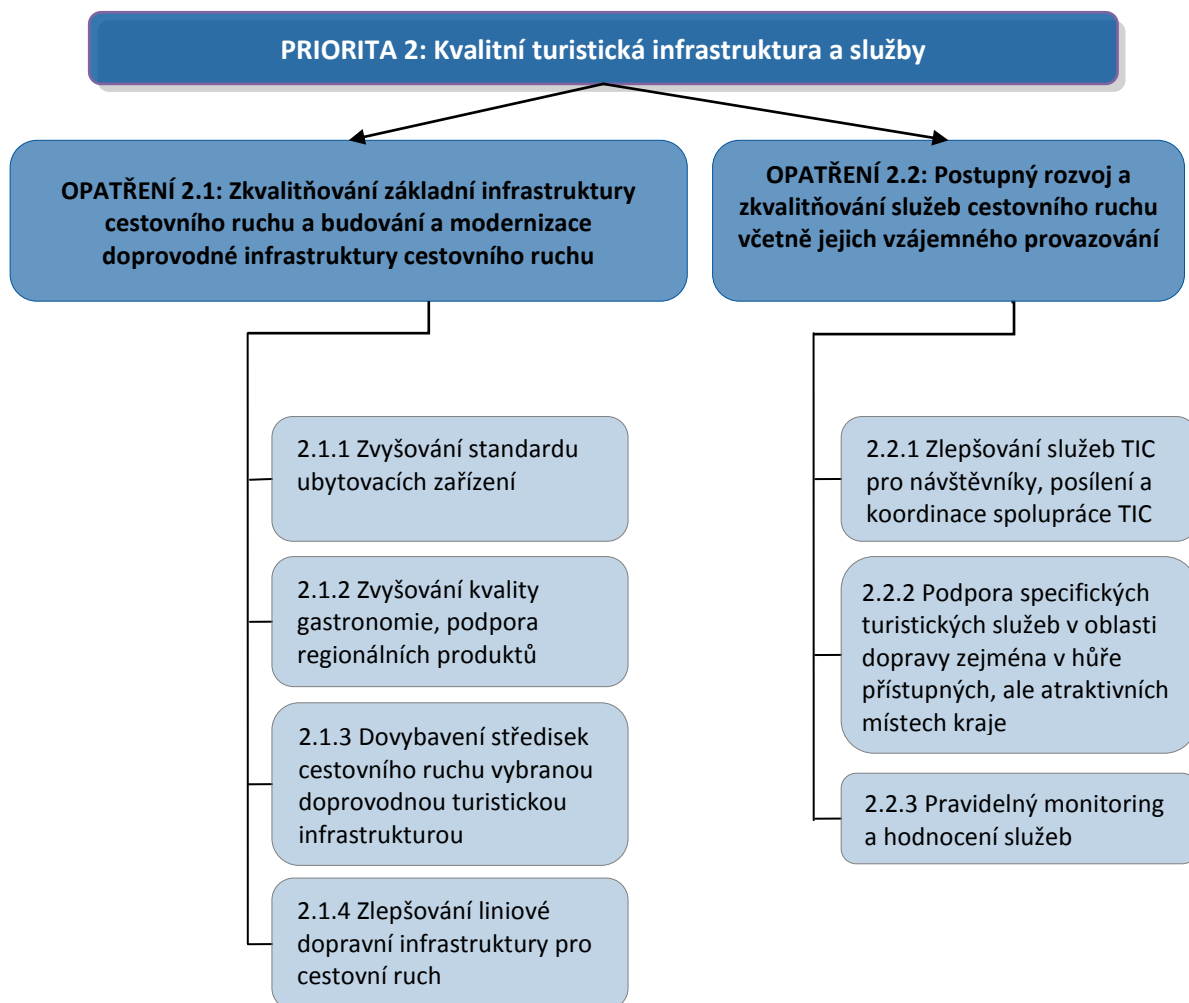 PRIORITA 2: Kvalitní turistická infrastruktura a služby
OPATŘENÍ 2.1: Zkvalitňování základní infrastruktury
cestovního ruchu a budování a modernizace
doprovodné infrastruktury cestovního ruchu
OPATŘENÍ 2.2: Postupný rozvoj a
zkvalitňování služeb cestovního ruchu
včetně jejich vzájemného provazování
2.1.1 Zvyšování standardu
ubytovacích zařízení
2.1.2 Zvyšování kvality
gastronomie, podpora
regionálních produktů
2.1.3 Dovybavení středisek
cestovního ruchu vybranou
doprovodnou turistickou
infrastrukturou
2.1.4 Zlepšování liniové
dopravní infrastruktury pro
cestovní ruch
2.2.1 Zlepšování služeb TIC
pro návštěvníky, posílení a
koordinace spolupráce TIC
2.2.2 Podpora specifických
turistických služeb v oblasti
dopravy zejména v hůře
přístupných, ale atraktivních
místech kraje
2.2.3 Pravidelný monitoring
a hodnocení služeb